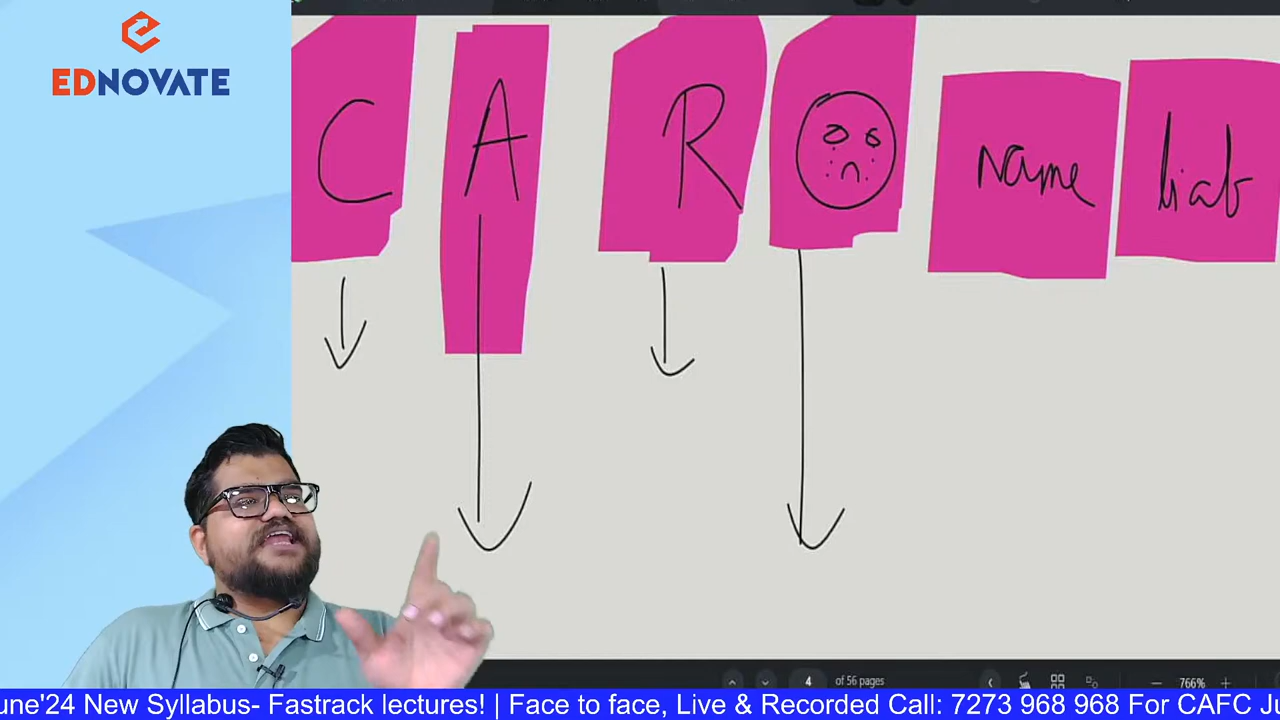 EDNOVATE
C A R Name liab
4 of 56 pages 766%
une'24 New Syllabus- Fastrack lectures! | Face to face, Live & Recorded Call: 7273 968 968 For CAFC Ju